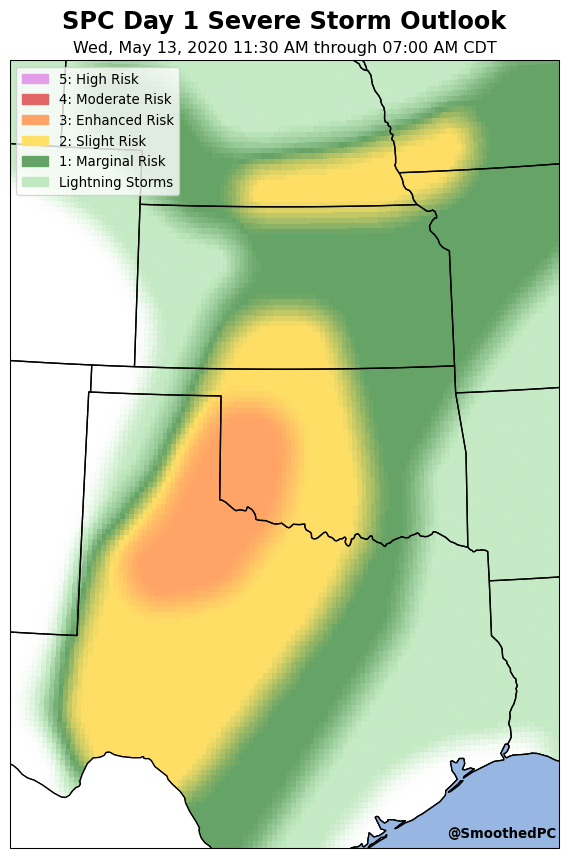 SPC Day 1 Severe Storm Outlook
Wed, May 13, 2020 11:30 AM through 07:00 AM CDT
5: High Risk
4: Moderate Risk
3: Enhanced Risk
2: Slight Risk
1: Marginal Risk
Lightning Storms
@SmoothedPC